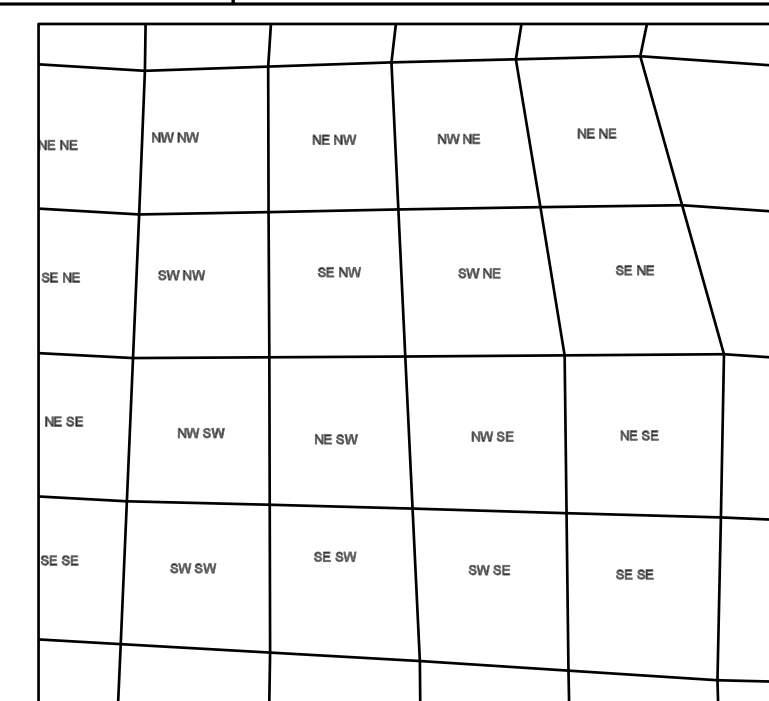 NE NE
NW NW
NE NW
NW NE
NE NE
SE NE
SW NW
SE NW
SW NE
SE NE
NE SE
NW SW
NE SW
NW SE
NE SE
SE SE
SW SW
SE SW
SW SE
SE SE